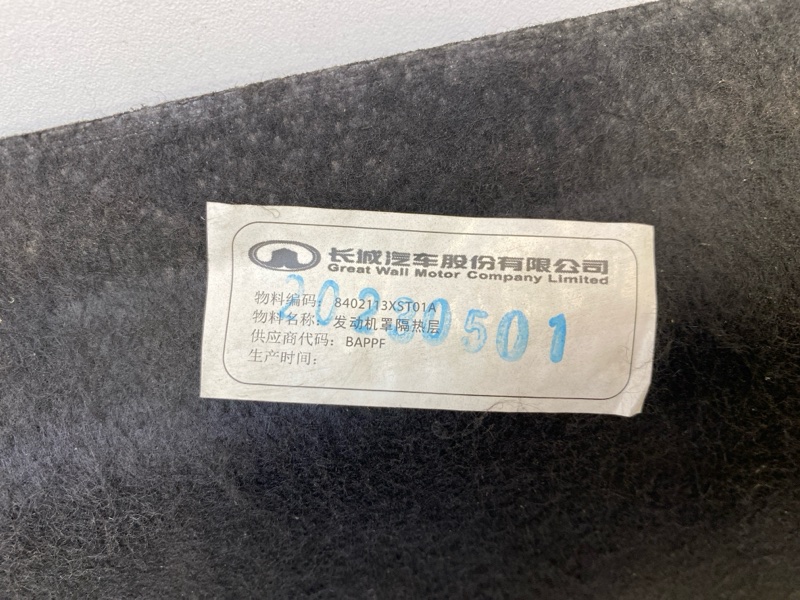 长城汽车股份有限公司
Great Wall Motor Company Limited
物料编码: 8402113XST01A
物料名称: 发动机罩隔热层
供应商代码: BAPPF
生产时间:
20230501